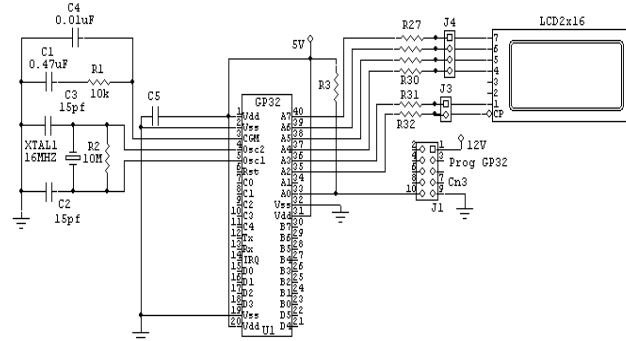 C4
0.01uF
C1
0.47uF
R1
10k
C3
15pf
XTAL1
16MHZ
R2
10M
C2
15pf
C5
5V
R3
GP32
1 Vdd A7 40
2 Vss A6 39
3 CGM A5 38
4 Osc2 A4 37
5 Osc1 A3 36
6 Rst A2 35
7 C0 A1 34
8 C1 A0 33
9 C2 Vss 32
10 C3 Vdd 31
11 C4 B7 30
12 Tx B6 29
13 Rx B5 28
14 IRQ B4 27
15 D0 B3 26
16 D1 B2 25
17 D2 B1 24
18 D3 B0 23
19 Vss D5 22
20 Vdd D4 21
U1
R27
R30
R31
R32
J4
J3
LCD2x16
7
6
5
4
3
2
1
CP
12V
2 1
4 3
Prog GP32
8 7
Cn3
10 9
J1